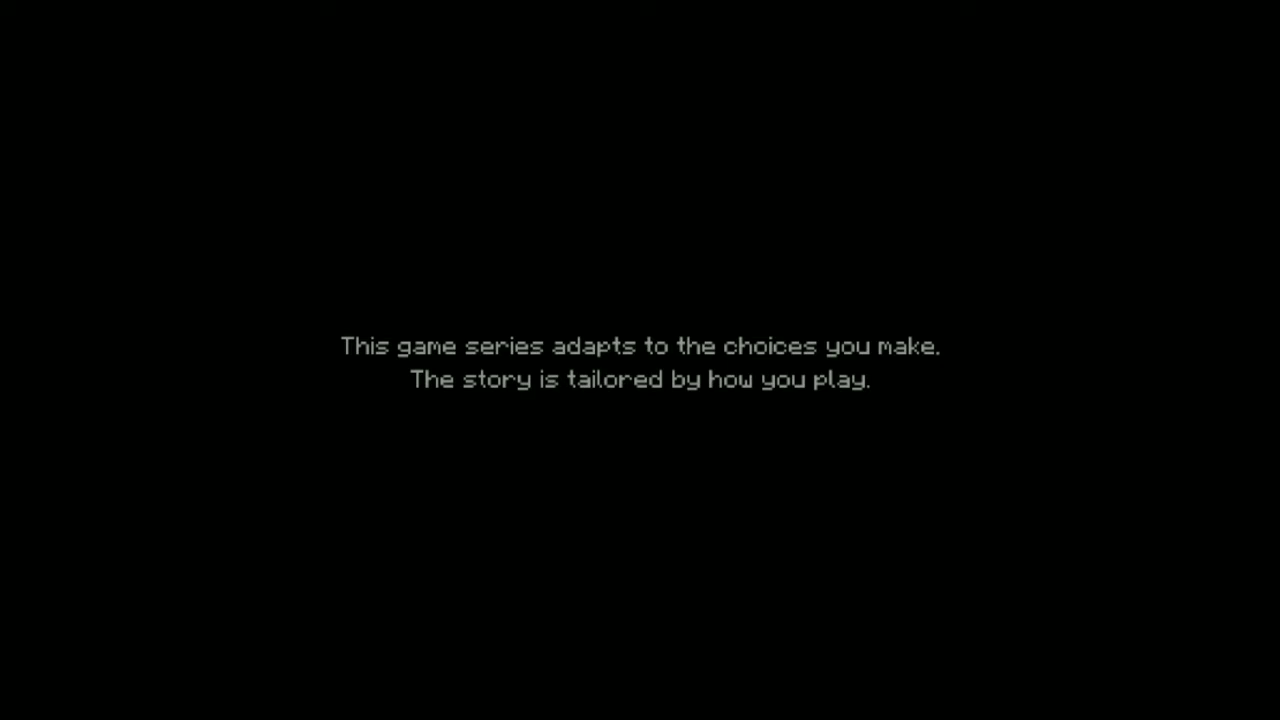 This game series adapts to the choices you make.
The story is tailored by how you play.